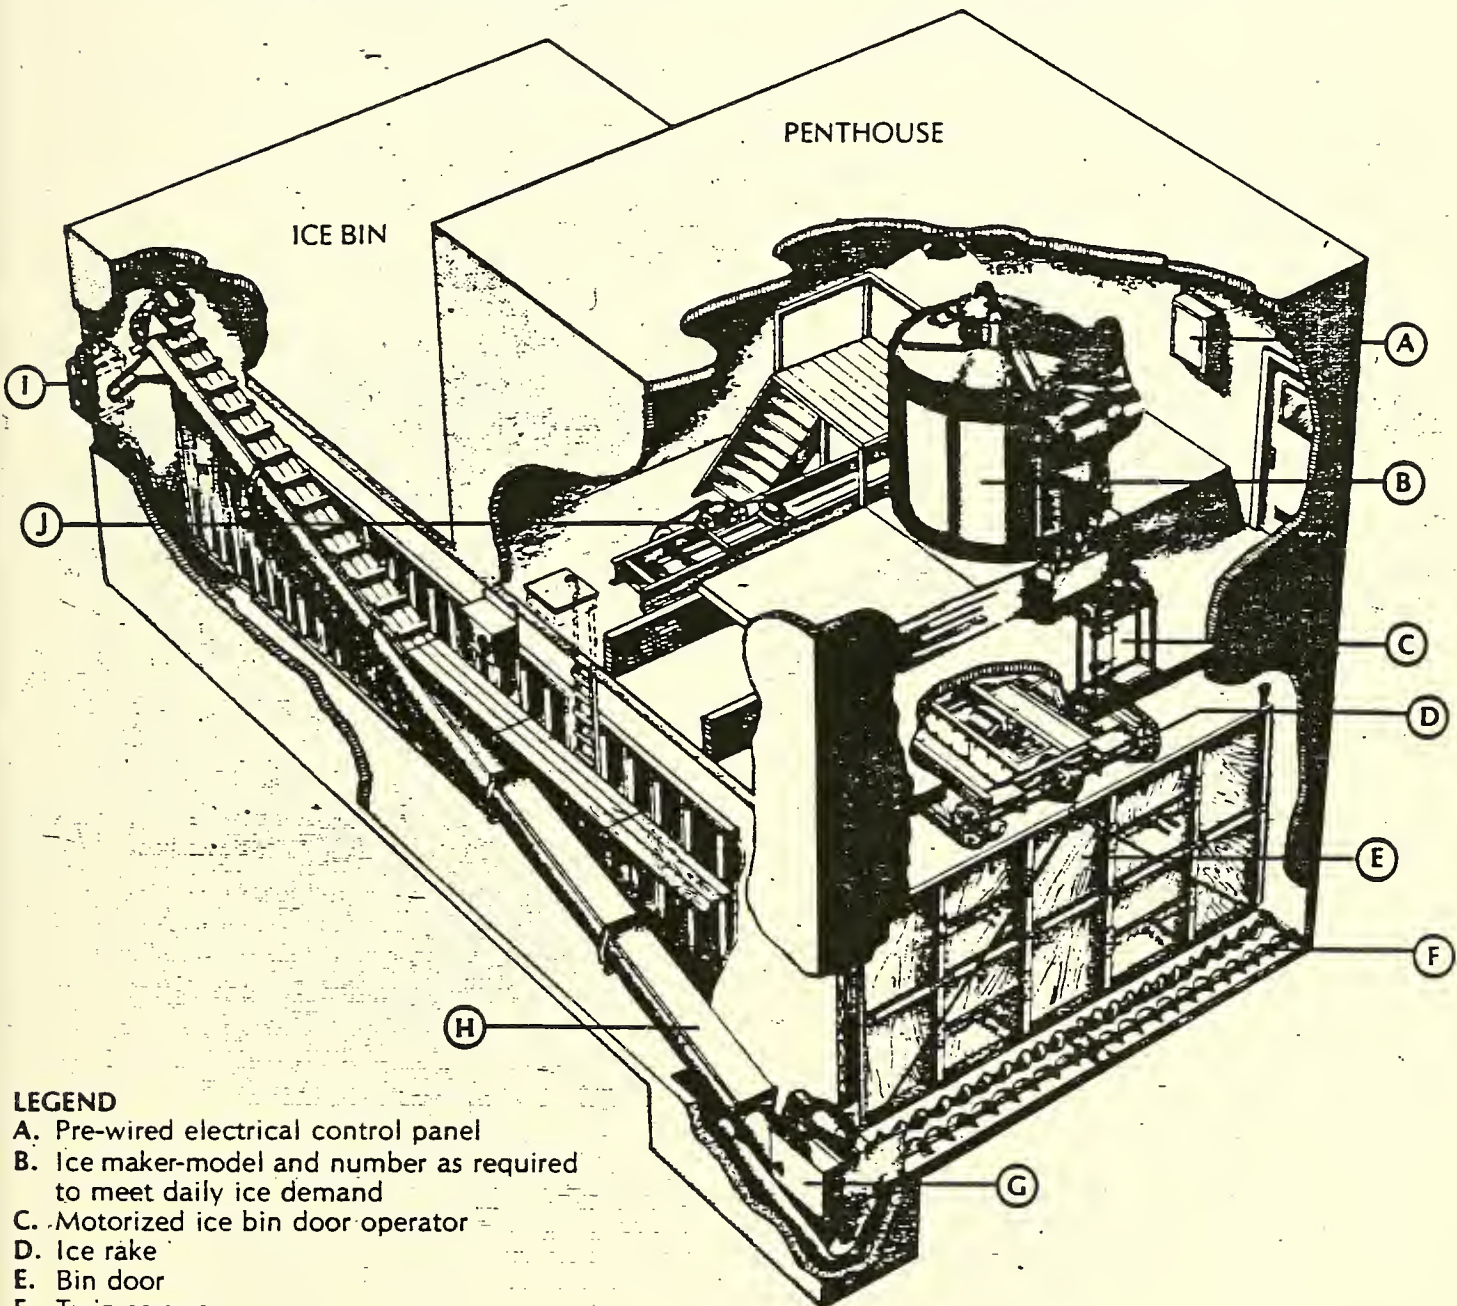 PENTHOUSE
ICE BIN
A
I
B
J
C
D
E
F
H
G
LEGEND
A. Pre-wired electrical control panel
B. Ice maker-model and number as required
to meet daily ice demand
C. Motorized ice bin door operator
D. Ice rake
E. Bin door